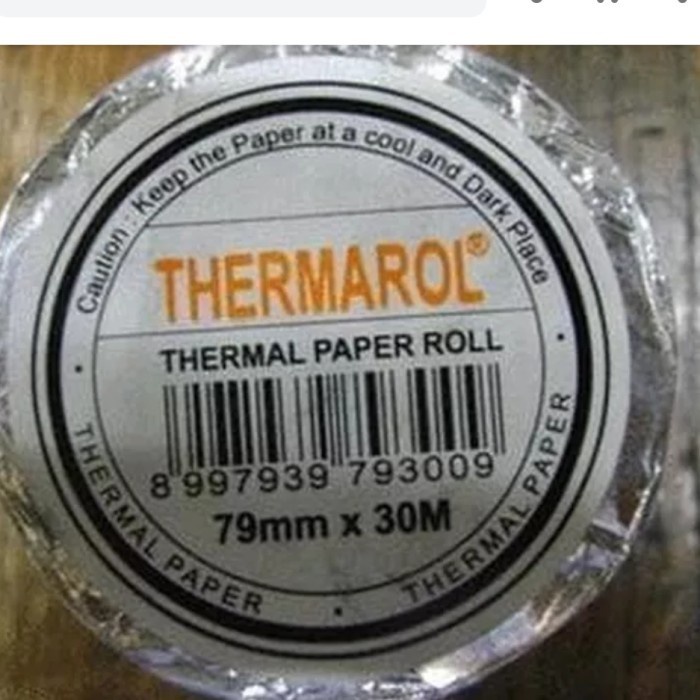 Caution : Keep the Paper at a cool and Dark Place
THERMAROL®
THERMAL PAPER ROLL
8 997939 793009
79mm x 30M
THERMAL PAPER
THERMAL PAPER